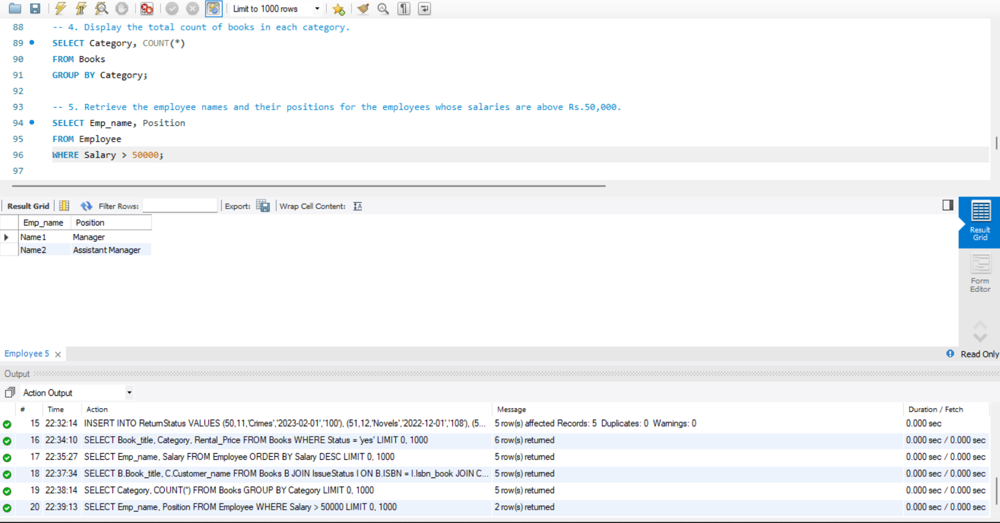 Limit to 1000 rows
88 -- 4. Display the total count of books in each category.
89 SELECT Category, COUNT(*)
90 FROM Books
91 GROUP BY Category;
92
93 -- 5. Retrieve the employee names and their positions for the employees whose salaries are above Rs.50,000.
94 SELECT Emp_name, Position
95 FROM Employee
96 WHERE Salary > 50000;
97
Result Grid Filter Rows: Export: Wrap Cell Content: IA
Emp_name Position
Name1 Manager
Name2 Assistant Manager
Result
Grid
Form
Editor
Employee 5 Read Only
Output
Action Output
# Time Action Message Duration / Fetch
15 22:32:14 INSERT INTO ReturnStatus VALUES (50,11,'Crimes','2023-02-01','100'), (51,12,'Novels','2022-12-01','108'), (5... 5 row(s) affected Records: 5 Duplicates: 0 Warnings: 0 0.000 sec
16 22:34:10 SELECT Book_title, Category, Rental_Price FROM Books WHERE Status = 'yes' LIMIT 0, 1000 6 row(s) returned 0.000 sec / 0.000 sec
17 22:35:27 SELECT Emp_name, Salary FROM Employee ORDER BY Salary DESC LIMIT 0, 1000 5 row(s) returned 0.000 sec / 0.000 sec
18 22:37:34 SELECT B.Book_title, C.Customer_name FROM Books B JOIN IssueStatus I ON B.ISBN = I.Isbn_book JOIN C... 5 row(s) returned 0.000 sec / 0.000 sec
19 22:38:14 SELECT Category, COUNT(*) FROM Books GROUP BY Category LIMIT 0, 1000 5 row(s) returned 0.000 sec / 0.000 sec
20 22:39:13 SELECT Emp_name, Position FROM Employee WHERE Salary > 50000 LIMIT 0, 1000 2 row(s) returned 0.000 sec / 0.000 sec